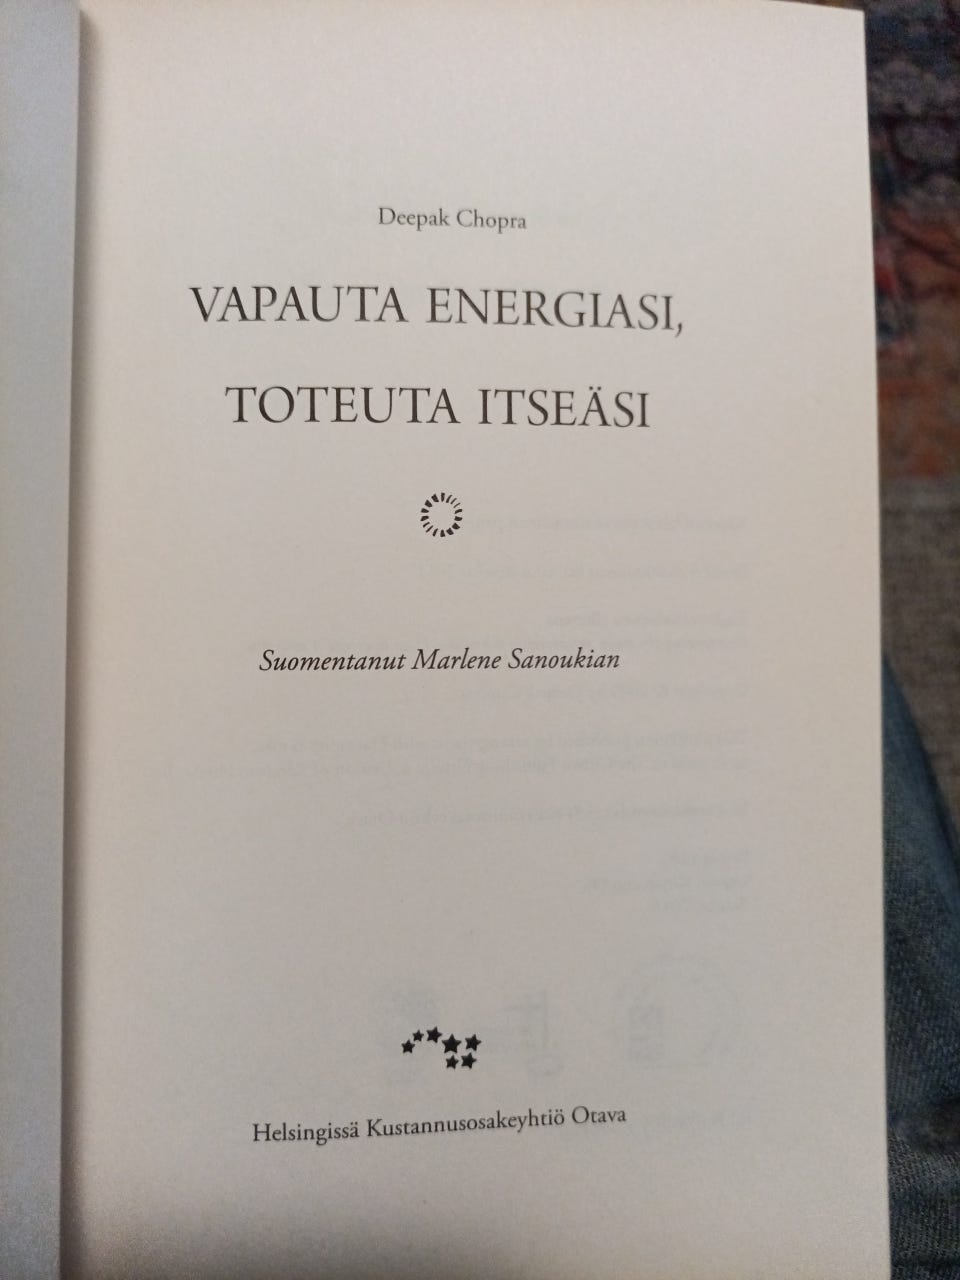 Deepak Chopra
VAPAUTA ENERGIASI,
TOTEUTA ITSEÄSI
Suomentanut Marlene Sanoukian
Helsingissä Kustannusosakeyhtiö Otava